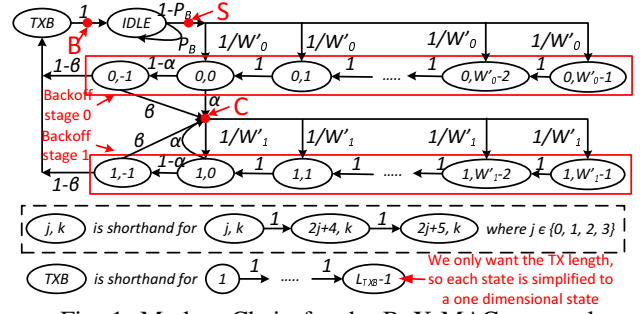 TXB 1 B IDLE 1-P_B S P_B
1/W'_0 1/W'_0 1/W'_0 1/W'_0
1-β 0,-1 1-α 0,0 1 0,1 1 ..... 1 0,W'_0-2 1 0,W'_0-1
Backoff stage 0
β α C
Backoff stage 1
β α 1/W'_1 1/W'_1 1/W'_1 1/W'_1
1-β 1,-1 1-α 1,0 1 1,1 1 ..... 1 1,W'_1-2 1 1,W'_1-1
j, k is shorthand for j, k 1 2j+4, k 1 2j+5, k where j ϵ{0, 1, 2, 3}
TXB is shorthand for 1 1 ..... 1 L_TXB-1
We only want the TX length,
so each state is simplified to
a one dimensional state